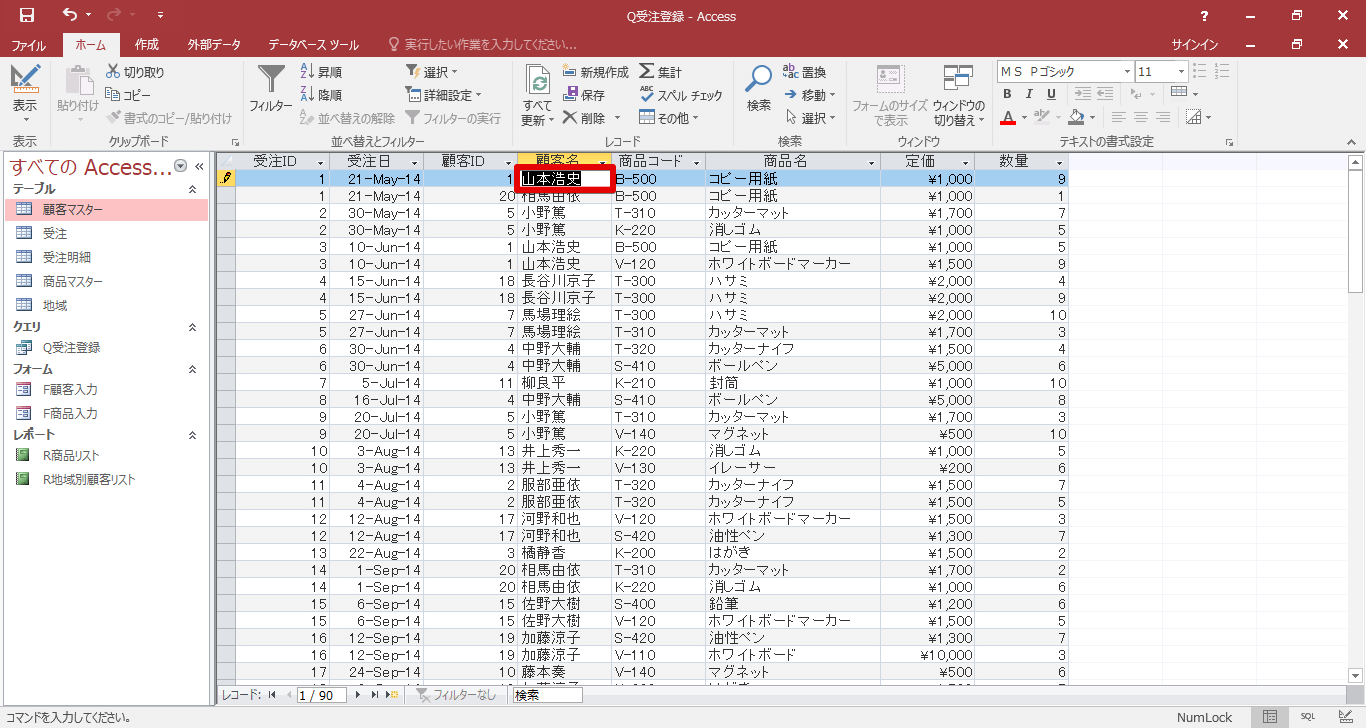 Q受注登録 - Access
ファイル ホーム 作成 外部データ データベース ツール 実行したい作業を入力してください... サインイン
表示
表示
貼り付け
切り取り
コピー
書式のコピー/貼り付け
クリップボード
フィルター
昇順
降順
並べ替えの解除
選択
詳細設定
フィルターの実行
並べ替えとフィルター
すべて
更新
新規作成
保存
削除
集計
スペル チェック
その他
レコード
検索
ab
ac
置換
移動
選択
検索
フォームのサイズ
で表示
ウィンドウの
切り替え
ウィンドウ
ＭＳ Ｐゴシック 11
B I U
テキストの書式設定
すべての Access...
テーブル
顧客マスター
受注
受注明細
商品マスター
地域
クエリ
Q受注登録
フォーム
F顧客入力
F商品入力
レポート
R商品リスト
R地域別顧客リスト
受注ID 受注日 顧客ID 顧客名 商品コード 商品名 定価 数量
1 21-May-14 1 山本浩史 B-500 コピー用紙 ¥1,000 9
1 21-May-14 20 相馬由依 B-500 コピー用紙 ¥1,000 1
2 30-May-14 5 小野篤 T-310 カッターマット ¥1,700 7
2 30-May-14 5 小野篤 K-220 消しゴム ¥1,000 5
3 10-Jun-14 1 山本浩史 B-500 コピー用紙 ¥1,000 5
3 10-Jun-14 1 山本浩史 V-120 ホワイトボードマーカー ¥1,500 9
4 15-Jun-14 18 長谷川京子 T-300 ハサミ ¥2,000 4
4 15-Jun-14 18 長谷川京子 T-300 ハサミ ¥2,000 9
5 27-Jun-14 7 馬場理絵 T-300 ハサミ ¥2,000 10
5 27-Jun-14 7 馬場理絵 T-310 カッターマット ¥1,700 3
6 30-Jun-14 4 中野大輔 T-320 カッターナイフ ¥1,500 4
6 30-Jun-14 4 中野大輔 S-410 ボールペン ¥5,000 6
7 5-Jul-14 11 柳良平 K-210 封筒 ¥1,000 10
8 16-Jul-14 4 中野大輔 S-410 ボールペン ¥5,000 8
9 20-Jul-14 5 小野篤 T-310 カッターマット ¥1,700 3
9 20-Jul-14 5 小野篤 V-140 マグネット ¥500 10
10 3-Aug-14 13 井上秀一 K-220 消しゴム ¥1,000 5
10 3-Aug-14 13 井上秀一 V-130 イレーサー ¥200 6
11 4-Aug-14 2 服部亜依 T-320 カッターナイフ ¥1,500 7
11 4-Aug-14 2 服部亜依 T-320 カッターナイフ ¥1,500 5
12 12-Aug-14 17 河野和也 V-120 ホワイトボードマーカー ¥1,500 3
12 12-Aug-14 17 河野和也 S-420 油性ペン ¥1,300 7
13 22-Aug-14 3 橘静香 K-200 はがき ¥1,500 2
14 1-Sep-14 20 相馬由依 T-310 カッターマット ¥1,700 2
14 1-Sep-14 20 相馬由依 K-220 消しゴム ¥1,000 6
15 6-Sep-14 15 佐野大樹 S-400 鉛筆 ¥1,200 6
15 6-Sep-14 15 佐野大樹 V-120 ホワイトボードマーカー ¥1,500 5
16 12-Sep-14 19 加藤涼子 S-420 油性ペン ¥1,300 7
16 12-Sep-14 19 加藤涼子 V-110 ホワイトボード ¥10,000 3
17 24-Sep-14 10 藤本奏 V-140 マグネット ¥500 6
レコード: 1 / 90 フィルターなし 検索
コマンドを入力してください。 NumLock SQL